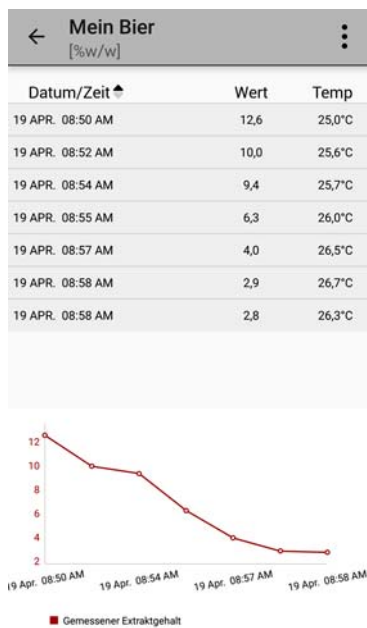 Mein Bier
[%w/w]
Datum/Zeit Wert Temp
19 APR. 08:50 AM 12,6 25,0°C
19 APR. 08:52 AM 10,0 25,6°C
19 APR. 08:54 AM 9,4 25,7°C
19 APR. 08:55 AM 6,3 26,0°C
19 APR. 08:57 AM 4,0 26,5°C
19 APR. 08:58 AM 2,9 26,7°C
19 APR. 08:58 AM 2,8 26,3°C
12
10
8
6
4
2
19 Apr. 08:50 AM 19 Apr. 08:54 AM 19 Apr. 08:57 AM 19 Apr. 08:58 AM
Gemessener Extraktgehalt